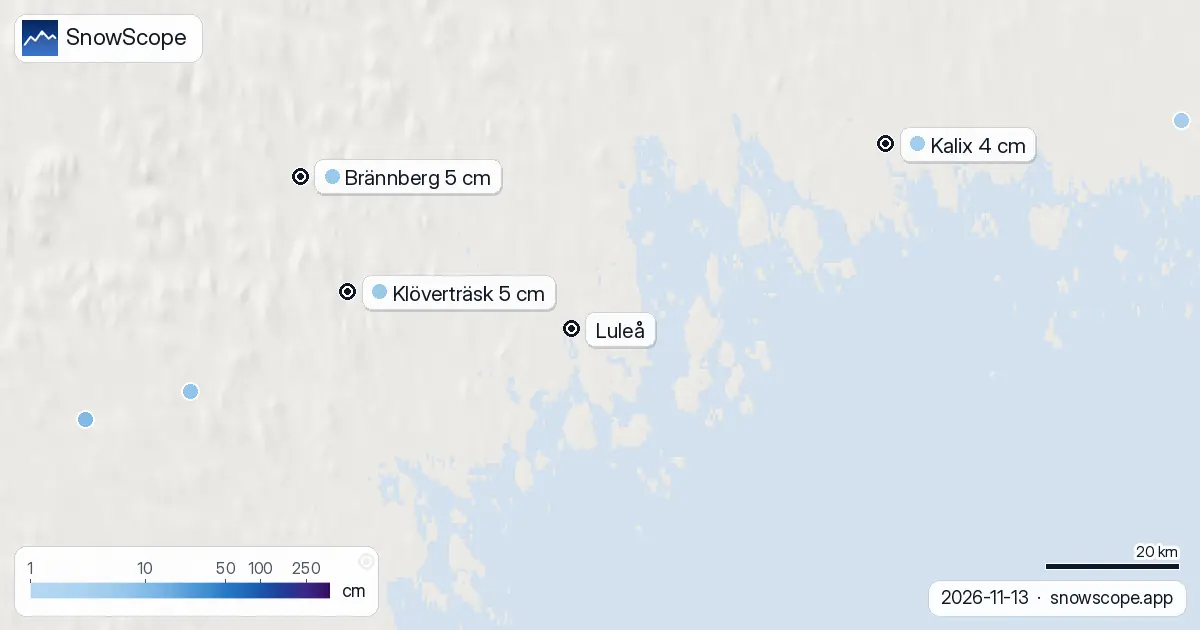 SnowScope
Kalix 4 cm
Brännberg 5 cm
Klöverträsk 5 cm
Luleå
1 10 50 100 250
cm
20 km
2026-11-13 · snowscope.app